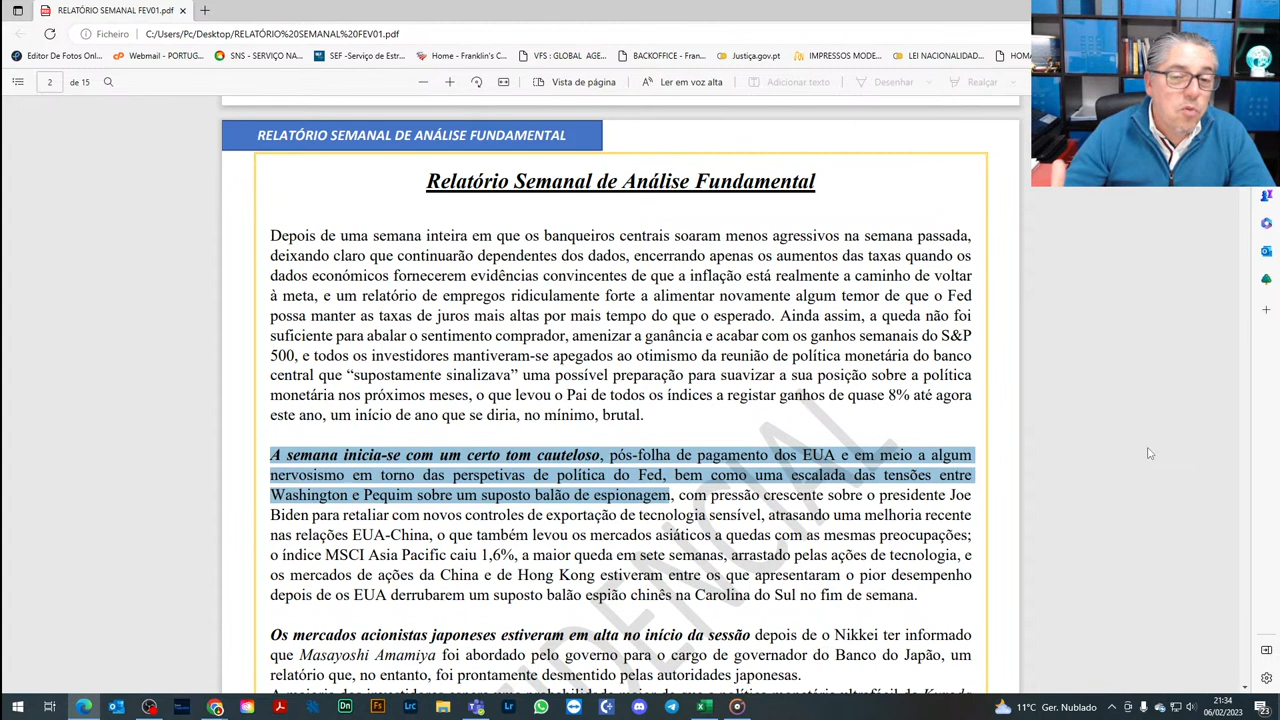 RELATÓRIO SEMANAL FEV01.pdf
Ficheiro C:/Users/Pc/Desktop/RELATÓRIO%20SEMANAL%20FEV01.pdf
Editor De Fotos Onl... Webmail - PORTUG... SNS - SERVIÇO NA... SEF -Serviço de Estr... Home - Franklin's C... VFS : GLOBAL AGE... BACKOFFICE - Fran... Justiça.gov.pt IMPRESSOS MODE... LEI NACIONALIDAD... HOMA
2 de 15 Vista de página Ler em voz alta Adicionar texto Desenhar Realçar
RELATÓRIO SEMANAL DE ANÁLISE FUNDAMENTAL
Relatório Semanal de Análise Fundamental
Depois de uma semana inteira em que os banqueiros centrais soaram menos agressivos na semana passada,
deixando claro que continuarão dependentes dos dados, encerrando apenas os aumentos das taxas quando os
dados económicos fornecerem evidências convincentes de que a inflação está realmente a caminho de voltar
à meta, e um relatório de empregos ridiculamente forte a alimentar novamente algum temor de que o Fed
possa manter as taxas de juros mais altas por mais tempo do que o esperado. Ainda assim, a queda não foi
suficiente para abalar o sentimento comprador, amenizar a ganância e acabar com os ganhos semanais do S&P
500, e todos os investidores mantiveram-se apegados ao otimismo da reunião de política monetária do banco
central que “supostamente sinalizava” uma possível preparação para suavizar a sua posição sobre a política
monetária nos próximos meses, o que levou o Pai de todos os índices a registar ganhos de quase 8% até agora
este ano, um início de ano que se diria, no mínimo, brutal.
A semana inicia-se com um certo tom cauteloso, pós-folha de pagamento dos EUA e em meio a algum
nervosismo em torno das perspetivas de política do Fed, bem como uma escalada das tensões entre
Washington e Pequim sobre um suposto balão de espionagem, com pressão crescente sobre o presidente Joe
Biden para retaliar com novos controles de exportação de tecnologia sensível, atrasando uma melhoria recente
nas relações EUA-China, o que também levou os mercados asiáticos a quedas com as mesmas preocupações;
o índice MSCI Asia Pacific caiu 1,6%, a maior queda em sete semanas, arrastado pelas ações de tecnologia, e
os mercados de ações da China e de Hong Kong estiveram entre os que apresentaram o pior desempenho
depois de os EUA derrubarem um suposto balão espião chinês na Carolina do Sul no fim de semana.
Os mercados acionistas japoneses estiveram em alta no início da sessão depois de o Nikkei ter informado
que Masayoshi Amamiya foi abordado pelo governo para o cargo de governador do Banco do Japão, um
relatório que, no entanto, foi prontamente desmentido pelas autoridades japonesas.
11°C Ger. Nublado
21:34
06/02/2023